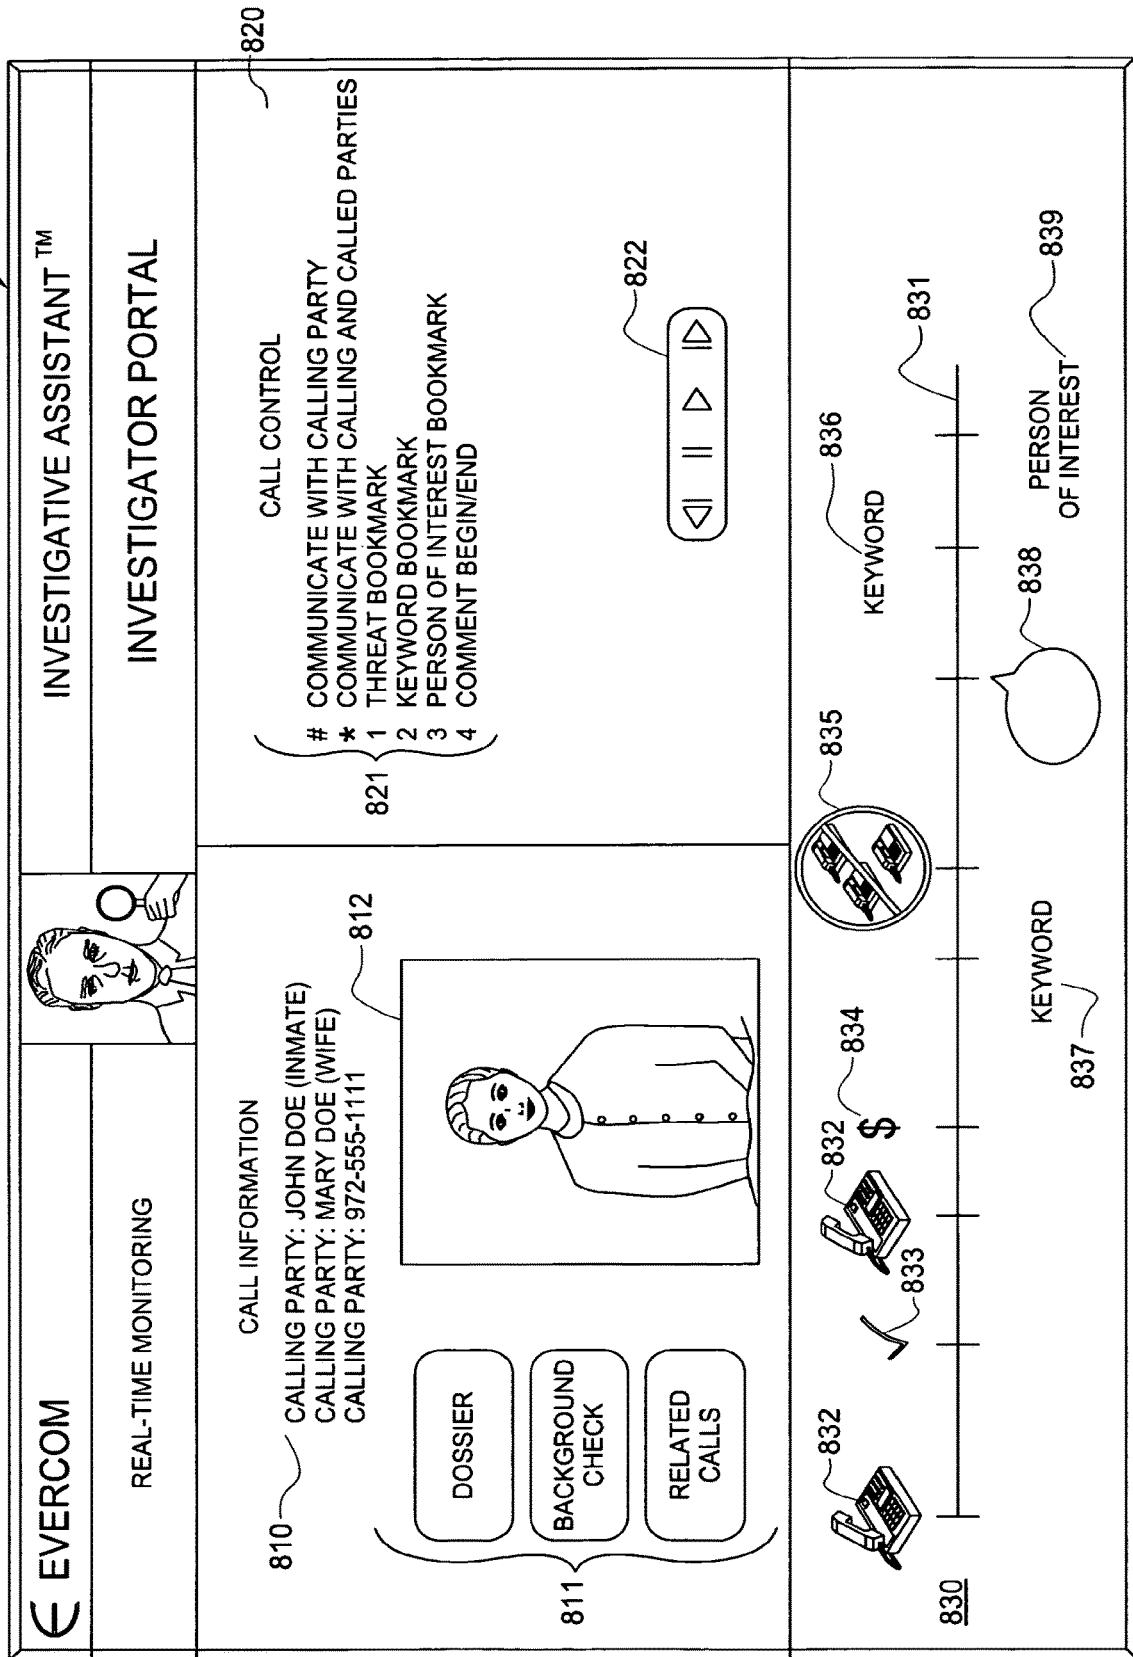 EVERCOM
INVESTIGATIVE ASSISTANT™
REAL-TIME MONITORING
INVESTIGATOR PORTAL
820
CALL INFORMATION
810
CALLING PARTY: JOHN DOE (INMATE)
CALLING PARTY: MARY DOE (WIFE)
CALLING PARTY: 972-555-1111
812
DOSSIER
BACKGROUND
CHECK
RELATED
CALLS
811
CALL CONTROL
# COMMUNICATE WITH CALLING PARTY
* COMMUNICATE WITH CALLING AND CALLED PARTIES
1 THREAT BOOKMARK
2 KEYWORD BOOKMARK
3 PERSON OF INTEREST BOOKMARK
4 COMMENT BEGIN/END
821
822
832
833
832
$
834
835
KEYWORD
836
831
830
KEYWORD
837
838
PERSON
OF INTEREST
839